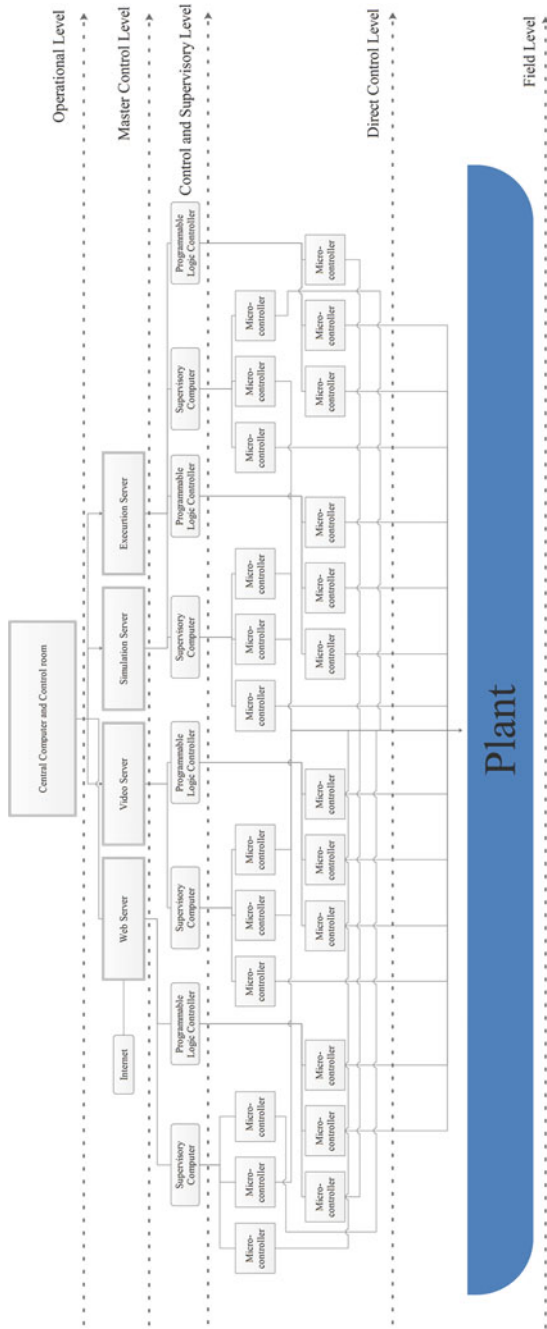 Central Computer and Control room
Operational Level
Internet
Web Server
Video Server
Simulation Server
Execution Server
Master Control Level
Supervisory
Computer
Programmable
Logic Controller
Supervisory
Computer
Programmable
Logic Controller
Supervisory
Computer
Programmable
Logic Controller
Supervisory Computer
Programmable
Logic Controller
Control and Supervisory Level
Micro-
controller
Micro-
controller
Micro-
controller
Micro-
controller
Micro-
controller
Micro-
controller
Micro-
controller
Micro-
controller
Micro-
controller
Micro-
controller
Micro-
controller
Micro-
controller
Micro-
controller
Micro-
controller
Micro-
controller
Micro-
controller
Micro-
controller
Micro-
controller
Micro-
controller
Micro-
controller
Micro-
controller
Micro-
controller
Micro-
controller
Micro-
controller
Direct Control Level
Plant
Field Level